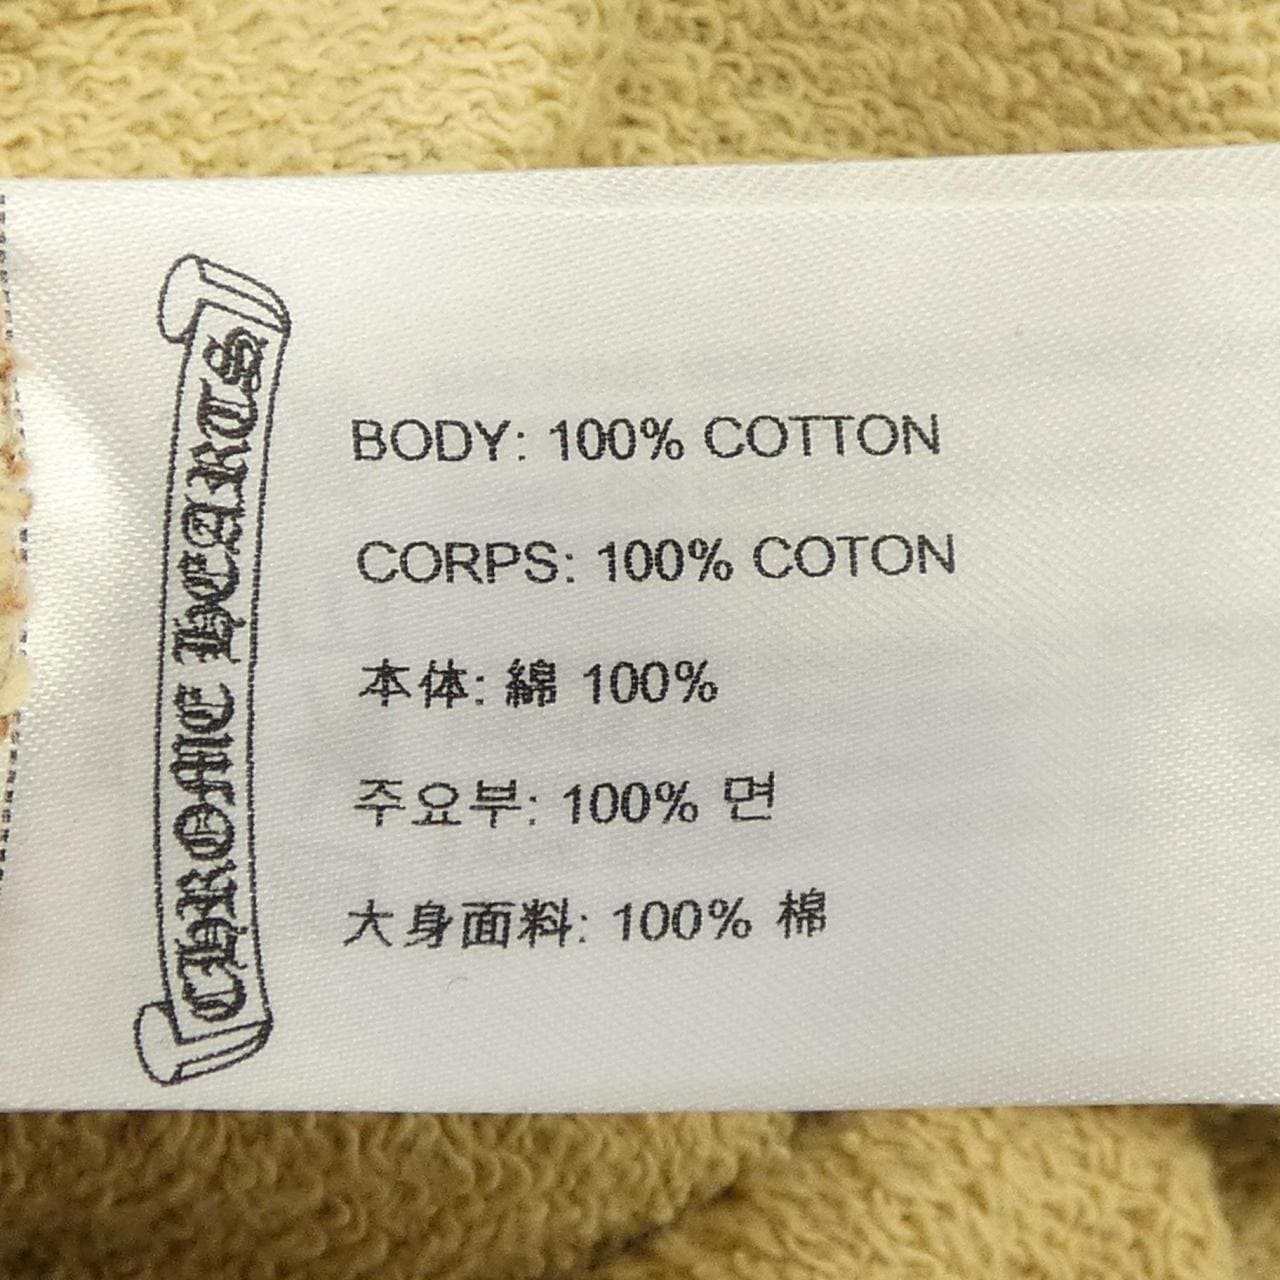 CHROME HEARTS
BODY: 100% COTTON
CORPS: 100% COTON
本体: 綿 100%
주요부: 100% 면
大身面料: 100% 棉